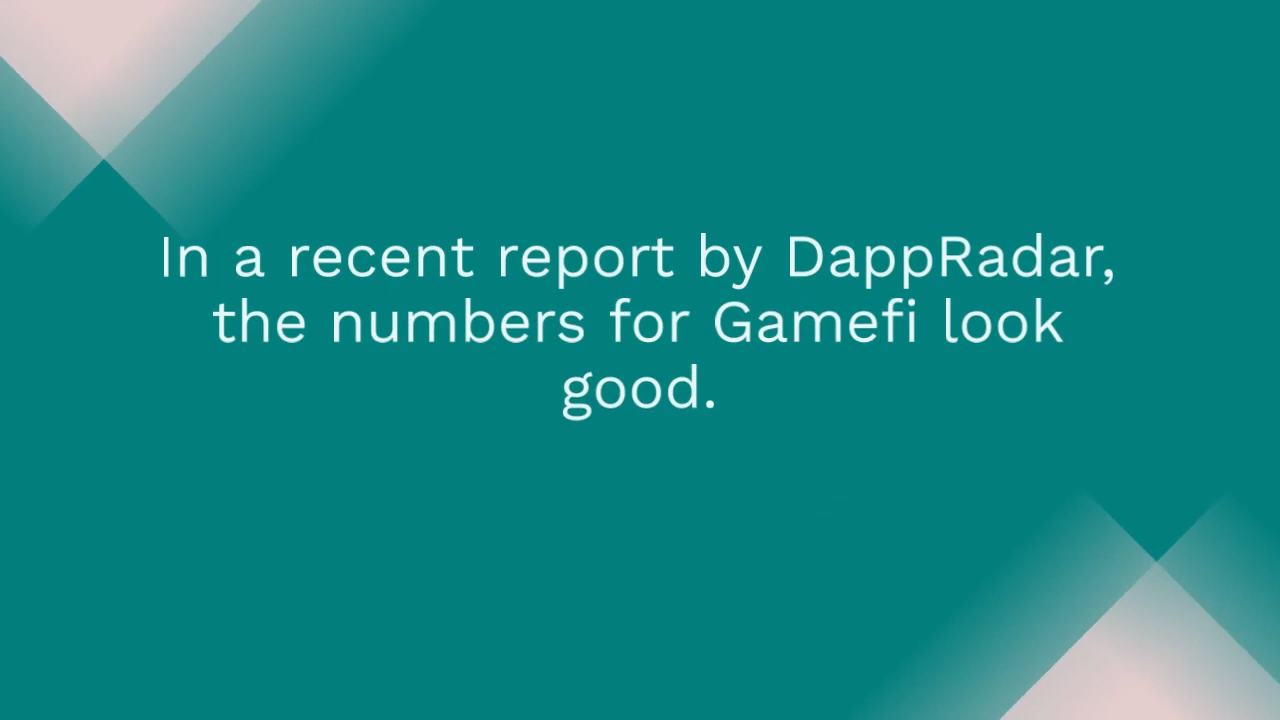 In a recent report by DappRadar,
the numbers for Gamefi look
good.